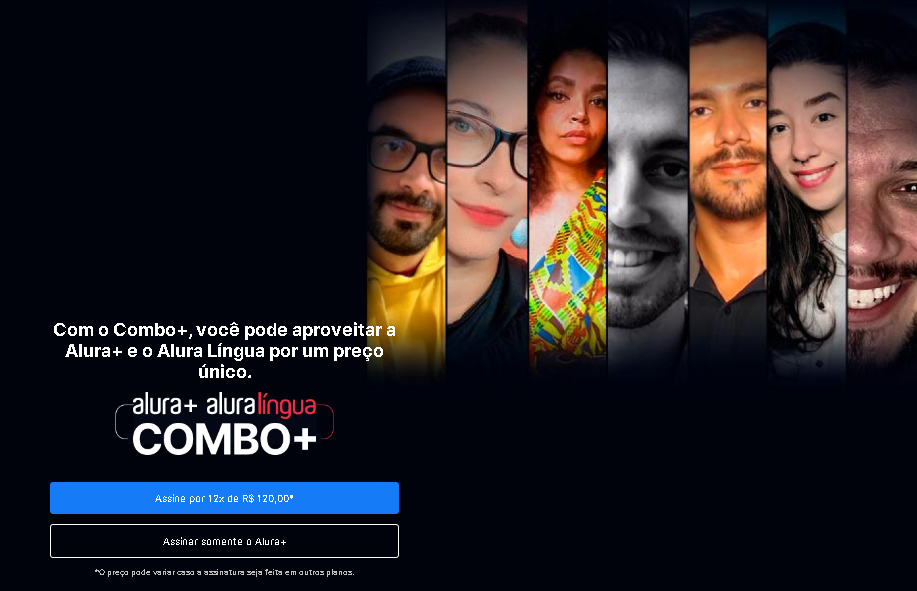 Com o Combo+, você pode aproveitar a
Alura+ e o Alura Língua por um preço
único.
alura+ aluralíngua
COMBO+
Assine por 12x de R$ 120,00*
Assinar somente o Alura+
*O preço pode variar caso a assinatura seja feita em outros planos.